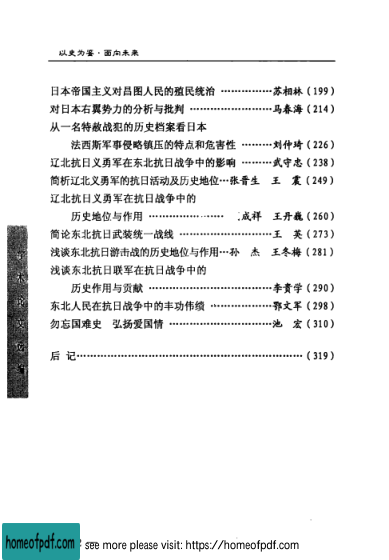 以史为鉴·面向未来
日本帝国主义对昌图人民的殖民统治 ……………苏相林(199)
对日本右翼势力的分析与批判 …………………马春海(214)
从一名特赦战犯的历史档案看日本
法西斯军事侵略镇压的特点和危害性 ………刘仲琦(226)
辽北抗日义勇军在东北抗日战争中的影响 ………武守忠(238)
简析辽北义勇军的抗日活动及历史地位…张晋生 王 震(249)
辽北抗日义勇军在抗日战争中的
历史地位与作用 ……………成祥 王丹巍(260)
简论东北抗日武装统一战线 ……………………王 英(273)
浅谈东北抗日游击战的历史地位与作用…孙 杰 王冬梅(281)
浅谈东北抗日联军在抗日战争中的
历史作用与贡献 ……………………………李贵学(290)
东北人民在抗日战争中的丰功伟绩 ……………鄂文军(298)
勿忘国难史 弘扬爱国情 ………………………池 宏(310)
后 记……………………………………………………(319)
学术论文选编
homeofpdf.com
see more please visit: https://homeofpdf.com